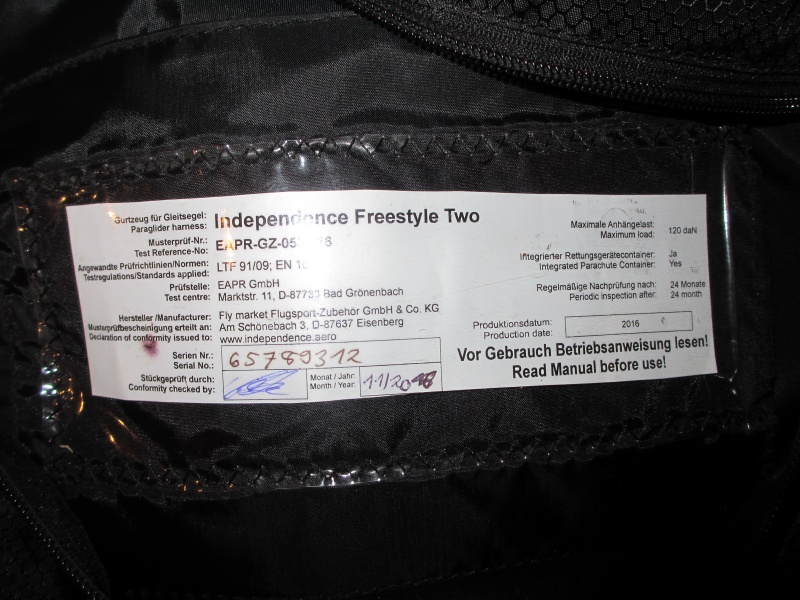 Gurtzeug für Gleitsegel:
Paraglider harness:
Independence Freestyle Two
Musterprüf-Nr.:
Test Reference-No.:
Angewandte Prüfrichtlinien/Normen:
Testregulations/Standards applied:
LTF 91/09; EN
Prüfstelle:
Test centre:
EAPR GmbH
Marktstr. 11, Bad Grönenbach
Hersteller /Manufacturer:
Musterprüfbescheinigung erteilt an:
Declaration of conformity issued to:
Fly market Flugsport-Zubehör GmbH & Co. KG
Am Schönebach 3, D-87637 Eisenberg
www.independence.aero
Serien Nr.:
Serial No.:
65789312
Stückgeprüft durch:
Conformity checked by:
Monat / Jahr:
Month / Year:
Maximale Anhängelast:
Maximum load:
120 daN
Integrierter Rettungsgerätecontainer:
Integrated Parachute Container:
Ja
Yes
Regelmäßige Nachprüfung nach:
Periodic inspection after:
24 Monate
24 month
Produktionsdatum:
Production date:
2016
Vor Gebrauch Betriebsanweisung lesen!
Read Manual before use!